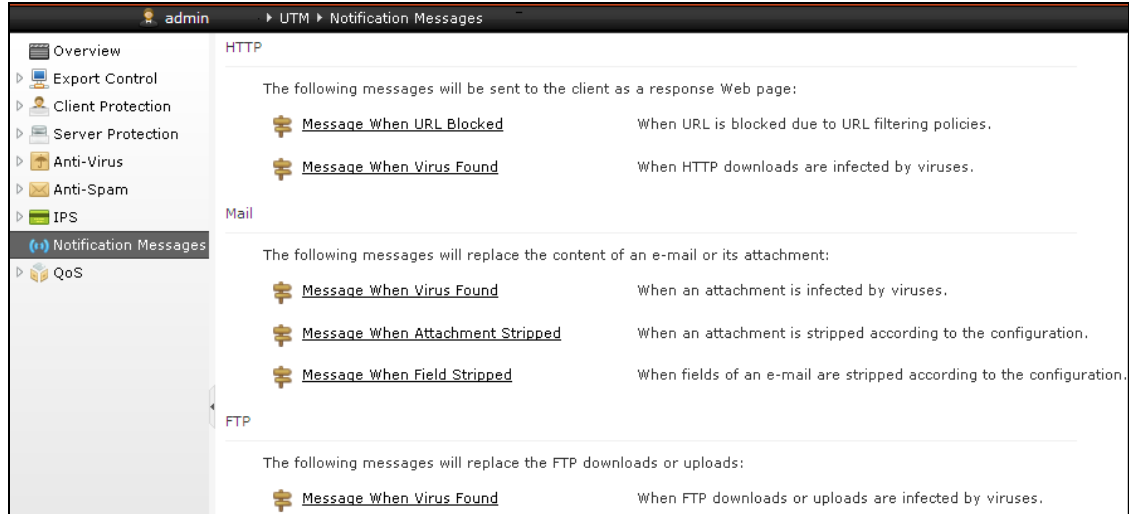 admin
UTM Notification Messages
Overview
Export Control
Client Protection
Server Protection
Anti-Virus
Anti-Spam
IPS
Notification Messages
QoS
HTTP
The following messages will be sent to the client as a response Web page:
Message When URL Blocked When URL is blocked due to URL filtering policies.
Message When Virus Found When HTTP downloads are infected by viruses.
Mail
The following messages will replace the content of an e-mail or its attachment:
Message When Virus Found When an attachment is infected by viruses.
Message When Attachment Stripped When an attachment is stripped according to the configuration.
Message When Field Stripped When fields of an e-mail are stripped according to the configuration.
FTP
The following messages will replace the FTP downloads or uploads:
Message When Virus Found When FTP downloads or uploads are infected by viruses.